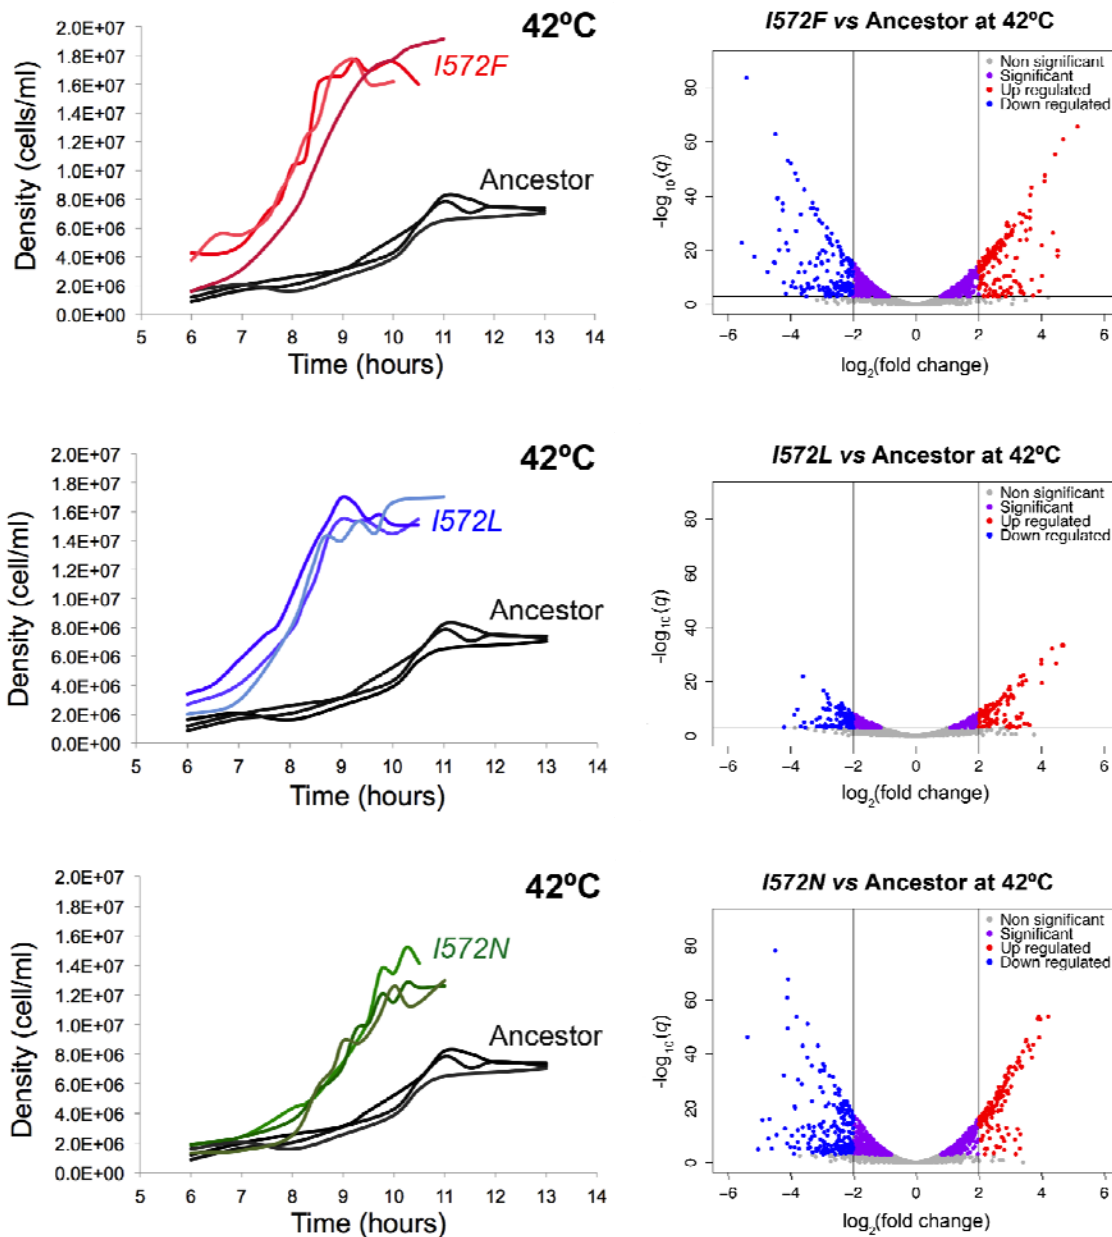 42ºC
I572F
Ancestor
Density (cells/ml)
2.0E+07
1.8E+07
1.6E+07
1.4E+07
1.2E+07
1.0E+07
8.0E+06
6.0E+06
4.0E+06
2.0E+06
0.0E+00
5 6 7 8 9 10 11 12 13 14
Time (hours)
I572F vs Ancestor at 42ºC
Non significant
Significant
Up regulated
Down regulated
-log10(q)
80
60
40
20
0
−6 −4 −2 0 2 4 6
log2(fold change)
42ºC
I572L
Ancestor
Density (cell/ml)
2.0E+07
1.8E+07
1.6E+07
1.4E+07
1.2E+07
1.0E+07
8.0E+06
6.0E+06
4.0E+06
2.0E+06
0.0E+00
5 6 7 8 9 10 11 12 13 14
Time (hours)
I572L vs Ancestor at 42ºC
Non significant
Significant
Up regulated
Down regulated
-log10(q)
80
60
40
20
0
−6 −4 −2 0 2 4 6
log2(fold change)
42ºC
I572N
Ancestor
Density (cell/ml)
2.0E+07
1.8E+07
1.6E+07
1.4E+07
1.2E+07
1.0E+07
8.0E+06
6.0E+06
4.0E+06
2.0E+06
0.0E+00
5 6 7 8 9 10 11 12 13 14
Time (hours)
I572N vs Ancestor at 42ºC
Non significant
Significant
Up regulated
Down regulated
-log10(q)
80
60
40
20
0
−6 −4 −2 0 2 4 6
log2(fold change)